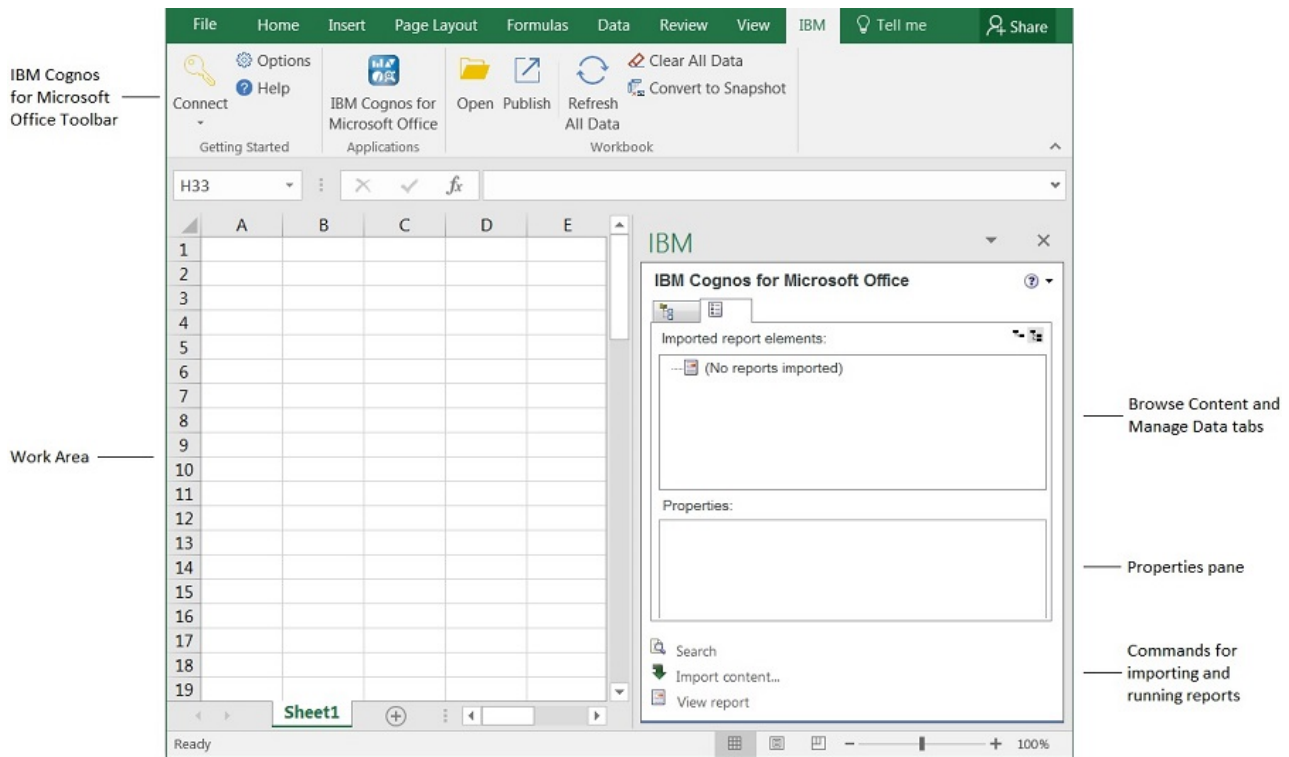 File Home Insert Page Layout Formulas Data Review View IBM Tell me Share
IBM Cognos
for Microsoft
Office Toolbar
Connect
Options
Help
Getting Started
IBM Cognos for
Microsoft Office
Applications
Open Publish Refresh
All Data
Clear All Data
Convert to Snapshot
Workbook
H33 fx
A B C D E
1
2
3
4
5
6
7
8
9
10
11
12
13
14
15
16
17
18
19
Work Area
Sheet1
Ready
IBM
IBM Cognos for Microsoft Office
Imported report elements:
(No reports imported)
Properties:
Search
Import content...
View report
100%
Browse Content and
Manage Data tabs
Properties pane
Commands for
importing and
running reports